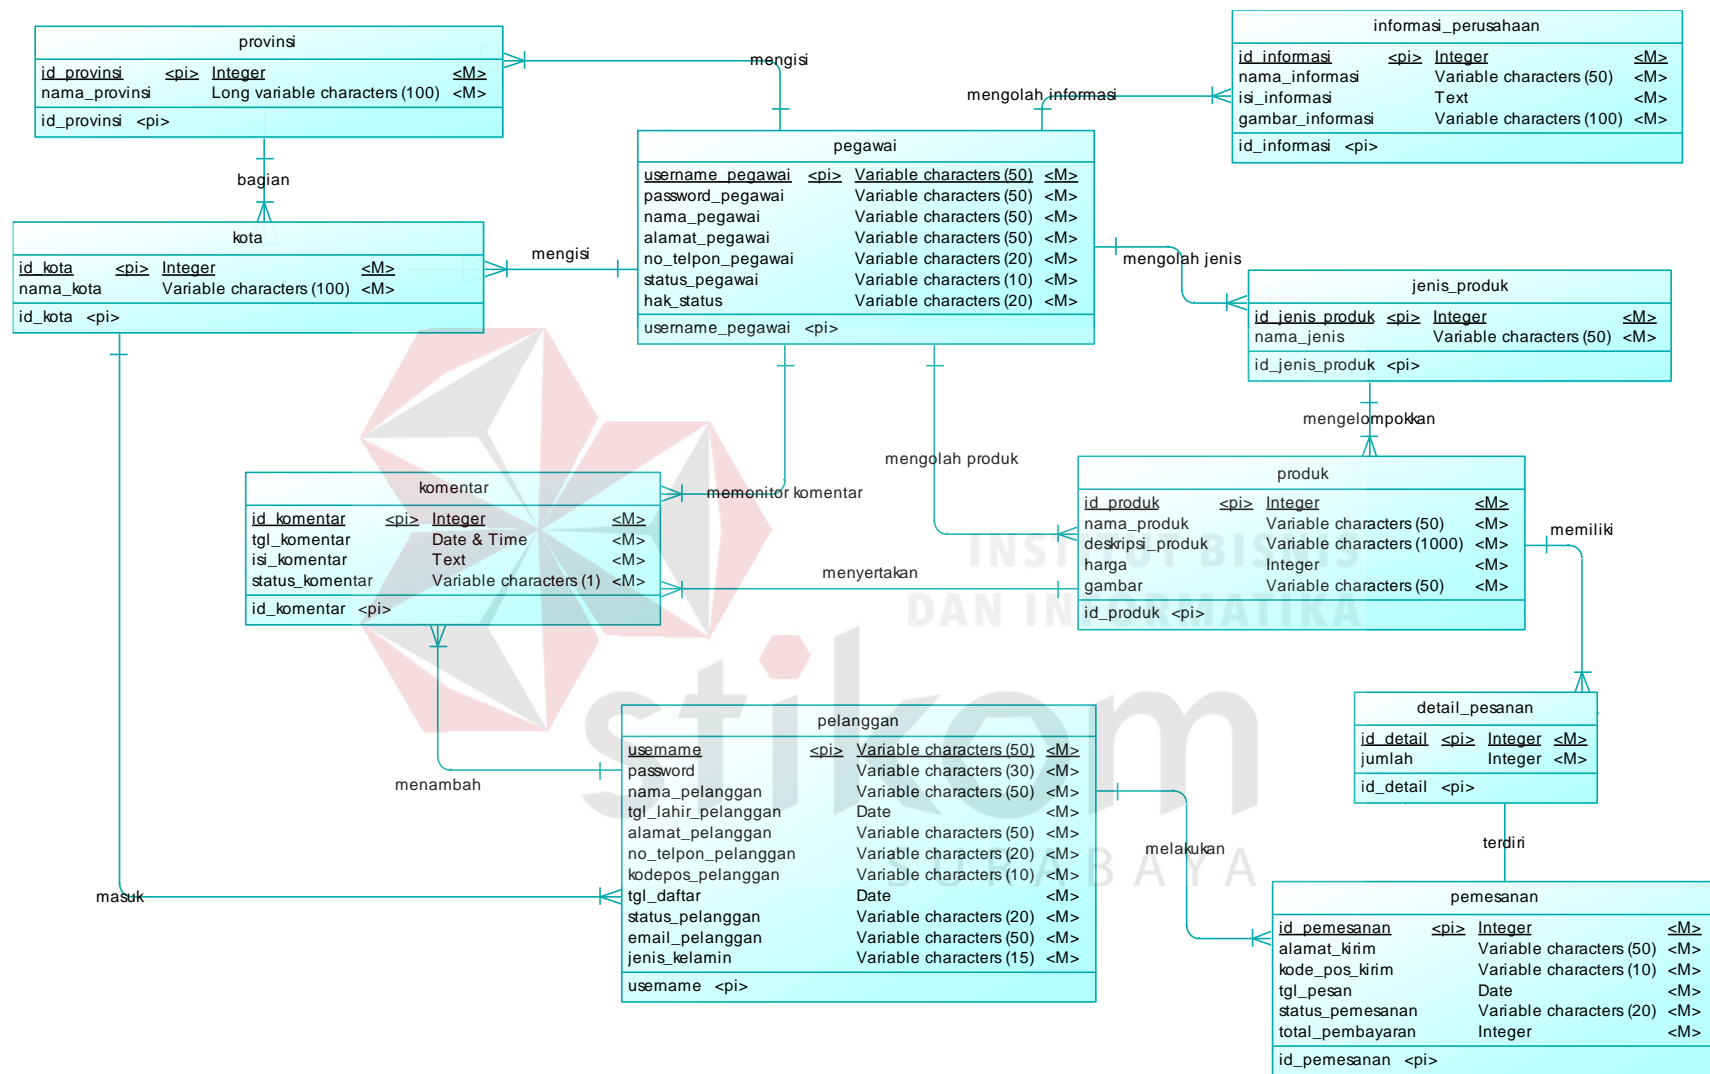 provinsi
id_provinsi <pi> Integer <M>
nama_provinsi Long variable characters (100) <M>
id_provinsi <pi>
mengisi
informasi_perusahaan
id_informasi <pi> Integer <M>
nama_informasi Variable characters (50) <M>
isi_informasi Text <M>
gambar_informasi Variable characters (100) <M>
id_informasi <pi>
mengolah informasi
pegawai
username_pegawai <pi> Variable characters (50) <M>
password_pegawai Variable characters (50) <M>
nama_pegawai Variable characters (50) <M>
alamat_pegawai Variable characters (50) <M>
no_telpon_pegawai Variable characters (20) <M>
status_pegawai Variable characters (10) <M>
hak_status Variable characters (20) <M>
username_pegawai <pi>
bagian
kota
id_kota <pi> Integer <M>
nama_kota Variable characters (100) <M>
id_kota <pi>
mengisi
mengolah jenis
jenis_produk
id_jenis_produk <pi> Integer <M>
nama_jenis Variable characters (50) <M>
id_jenis_produk <pi>
mengelompokkan
mengolah produk
memonitor komentar
komentar
id_komentar <pi> Integer <M>
tgl_komentar Date & Time <M>
isi_komentar Text <M>
status_komentar Variable characters (1) <M>
id_komentar <pi>
menyertakan
produk
id_produk <pi> Integer <M>
nama_produk Variable characters (50) <M>
deskripsi_produk Variable characters (1000) <M>
harga Integer <M>
gambar Variable characters (50) <M>
id_produk <pi>
memiliki
INSTITUT BISNIS
DAN INFORMATIKA
stikom
SURABAYA
detail_pesanan
id_detail <pi> Integer <M>
jumlah Integer <M>
id_detail <pi>
menambah
pelanggan
username <pi> Variable characters (50) <M>
password Variable characters (30) <M>
nama_pelanggan Variable characters (50) <M>
tgl_lahir_pelanggan Date <M>
alamat_pelanggan Variable characters (50) <M>
no_telpon_pelanggan Variable characters (20) <M>
kodepos_pelanggan Variable characters (10) <M>
tgl_daftar Date <M>
status_pelanggan Variable characters (20) <M>
email_pelanggan Variable characters (50) <M>
jenis_kelamin Variable characters (15) <M>
username <pi>
masuk
melakukan
terdiri
pemesanan
id_pemesanan <pi> Integer <M>
alamat_kirim Variable characters (50) <M>
kode_pos_kirim Variable characters (10) <M>
tgl_pesan Date <M>
status_pemesanan Variable characters (20) <M>
total_pembayaran Integer <M>
id_pemesanan <pi>